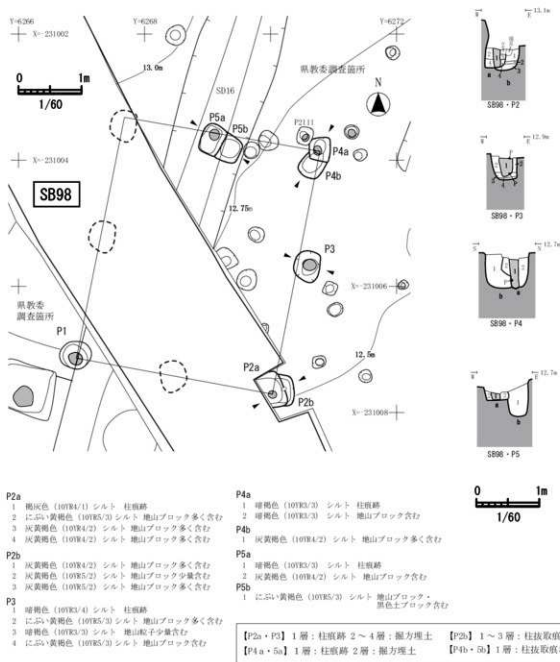 Y=6266
Y=6268
Y=6272
X=-231002
13.0m
0 1m
1/60
SD16
県教委調査箇所
N
P5a
P5b
P2111
P4a
P4b
X=-231004
SB98
12.75m
P3
X=-231006
県教委
調査箇所
P1
P2a
12.5m
P2b
X=-231008
W E 13.1m
1
2
3
4
a b
SB98・P2
W E 12.9m
SB98・P3
S N 12.7m
b a
SB98・P4
W E 12.7m
a
b
SB98・P5
0 1m
1/60
P2a
1 褐灰色 (10YR4/1) シルト 柱痕跡
2 にぶい黄褐色 (10YR5/3) シルト 地山ブロック多く含む
3 灰黄褐色 (10YR4/2) シルト 地山ブロック多く含む
4 灰黄褐色 (10YR4/2) シルト 地山ブロック多く含む
P2b
1 灰黄褐色 (10YR4/2) シルト 地山ブロック多く含む
2 灰黄褐色 (10YR5/2) シルト 地山ブロック少量含む
3 灰黄褐色 (10YR5/2) シルト 地山ブロック多く含む
P3
1 暗褐色 (10YR3/4) シルト 柱痕跡
2 にぶい黄褐色 (10YR5/3) シルト 地山ブロック多く含む
3 暗褐色 (10YR3/3) シルト 地山粒子少量含む
4 にぶい黄褐色 (10YR5/3) シルト 地山ブロック含む
P4a
1 暗褐色 (10YR3/3) シルト 柱痕跡
2 暗褐色 (10YR3/3) シルト 地山ブロック含む
P4b
1 灰黄褐色 (10YR4/2) シルト 地山ブロック多く含む
P5a
1 暗褐色 (10YR3/3) シルト 柱痕跡
2 灰黄褐色 (10YR4/2) シルト 地山ブロック含む
P5b
1 にぶい黄褐色 (10YR5/3) シルト 地山ブロック・
黒色土ブロック含む
【P2a・P3】1層：柱痕跡 2～4層：掘方埋土 【P2b】1～3層：柱抜取痕
【P4a・5a】1層：柱痕跡 2層：掘方埋土 【P4b・5b】1層：柱抜取痕